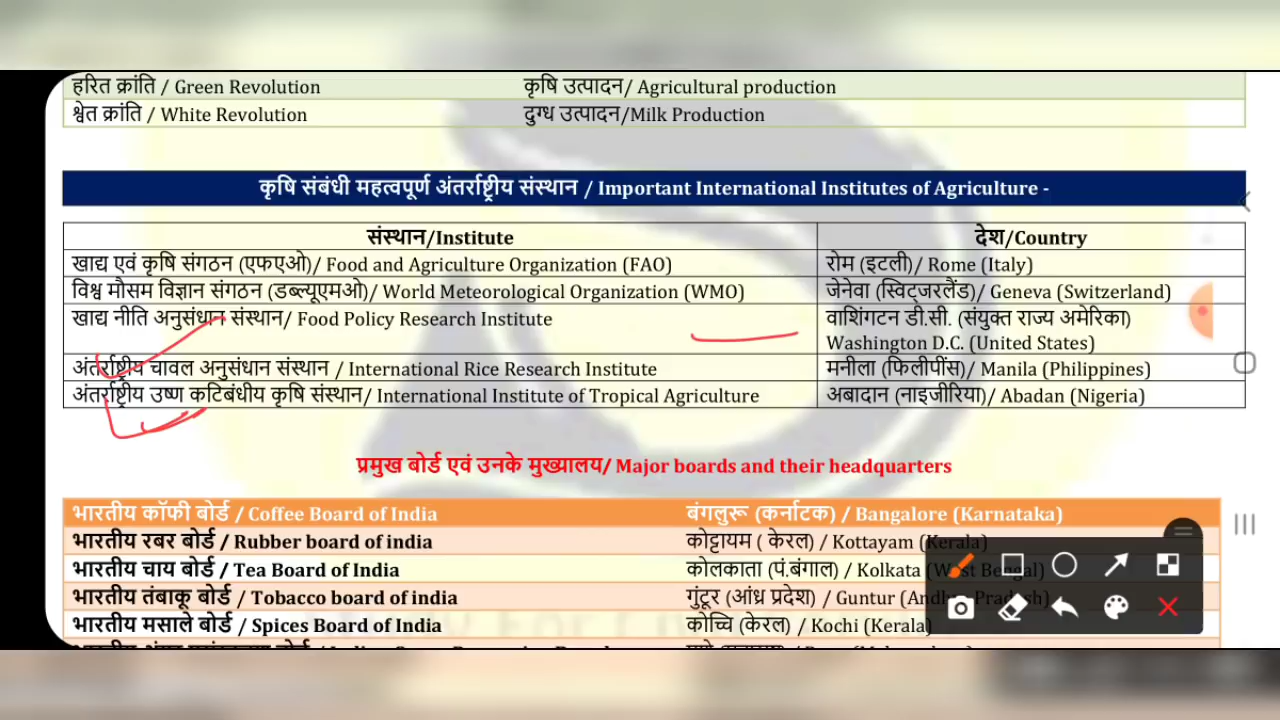 हरित क्रांति / Green Revolution कृषि उत्पादन/ Agricultural production
श्वेत क्रांति / White Revolution दुग्ध उत्पादन/Milk Production
कृषि संबंधी महत्वपूर्ण अंतर्राष्ट्रीय संस्थान / Important International Institutes of Agriculture -
संस्थान/Institute देश/Country
खाद्य एवं कृषि संगठन (एफएओ)/ Food and Agriculture Organization (FAO) रोम (इटली)/ Rome (Italy)
विश्व मौसम विज्ञान संगठन (डब्ल्यूएमओ)/ World Meteorological Organization (WMO) जेनेवा (स्विट्जरलैंड)/ Geneva (Switzerland)
खाद्य नीति अनुसंधान संस्थान/ Food Policy Research Institute वाशिंगटन डी.सी. (संयुक्त राज्य अमेरिका)
Washington D.C. (United States)
अंतर्राष्ट्रीय चावल अनुसंधान संस्थान / International Rice Research Institute मनीला (फिलीपींस)/ Manila (Philippines)
अंतर्राष्ट्रीय उष्ण कटिबंधीय कृषि संस्थान/ International Institute of Tropical Agriculture अबादान (नाइजीरिया)/ Abadan (Nigeria)
प्रमुख बोर्ड एवं उनके मुख्यालय/ Major boards and their headquarters
भारतीय कॉफी बोर्ड / Coffee Board of India बंगलुरू (कर्नाटक) / Bangalore (Karnataka)
भारतीय रबर बोर्ड / Rubber board of india कोट्टायम ( केरल) / Kottayam (Kerala)
भारतीय चाय बोर्ड / Tea Board of India कोलकाता (पं.बंगाल) / Kolkata (West Bengal)
भारतीय तंबाकू बोर्ड / Tobacco board of india गुंटूर (आंध्र प्रदेश) / Guntur (Andhra Pradesh)
भारतीय मसाले बोर्ड / Spices Board of India कोच्चि (केरल) / Kochi (Kerala)